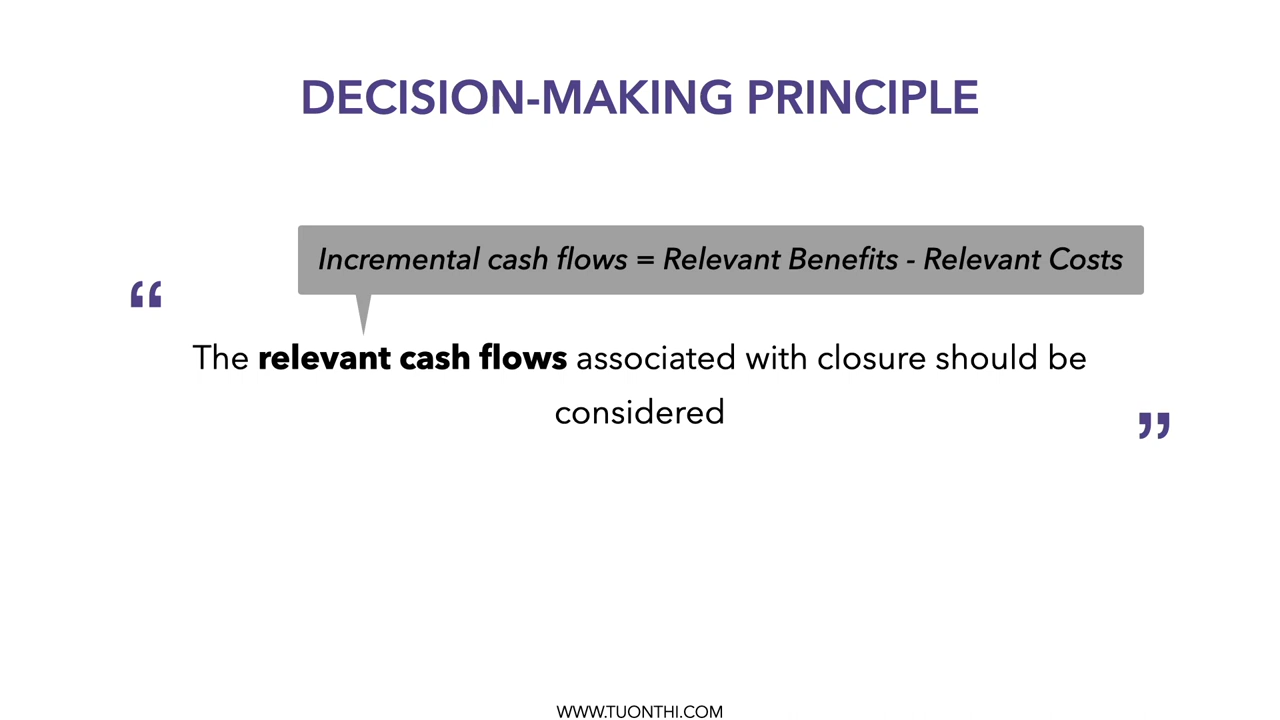 DECISION-MAKING PRINCIPLE
Incremental cash flows = Relevant Benefits - Relevant Costs
“
The relevant cash flows associated with closure should be
considered
”
WWW.TUONTHI.COM